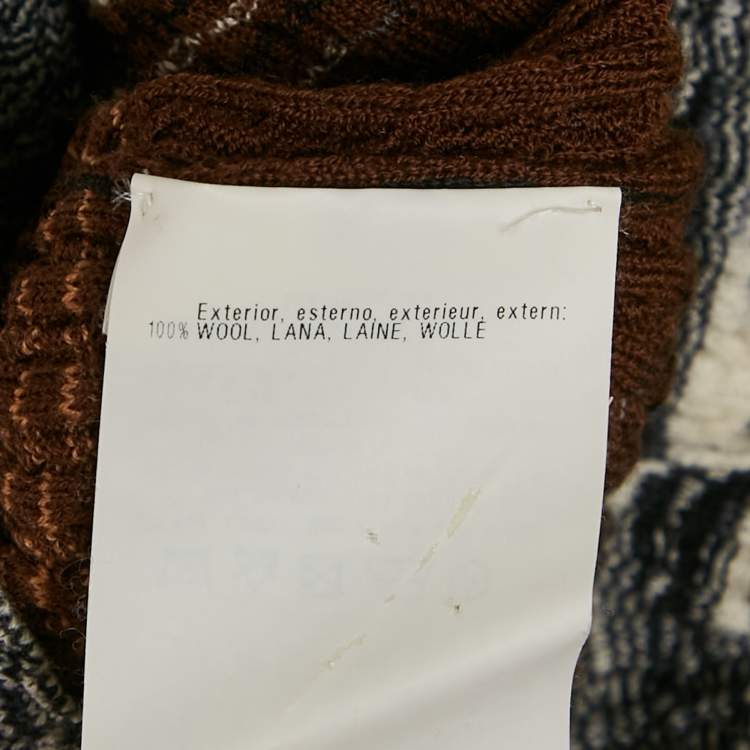 Exterior, esterno, exterieur, extern:
100% WOOL, LANA, LAINE, WOLLE